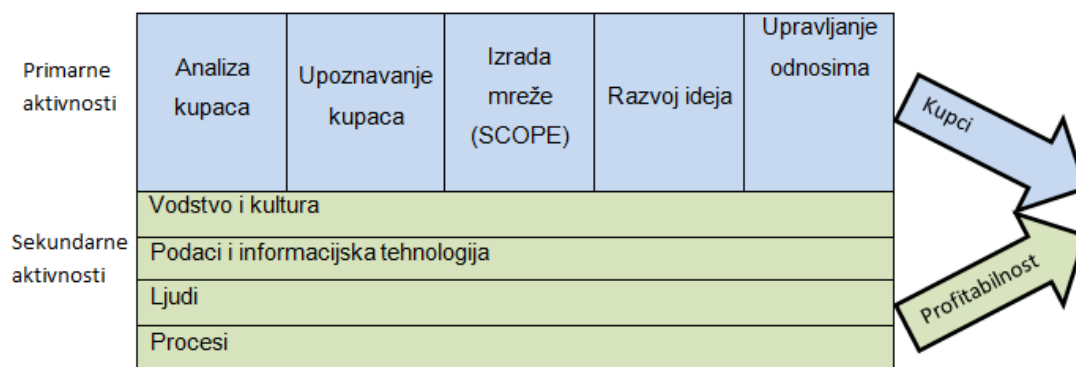 Primarne
aktivnosti
Analiza
kupaca
Upoznavanje
kupaca
Izrada
mreže
(SCOPE)
Razvoj ideja
Upravljanje
odnosima
Kupci
Sekundarne
aktivnosti
Vodstvo i kultura
Podaci i informacijska tehnologija
Ljudi
Procesi
Profitabilnost